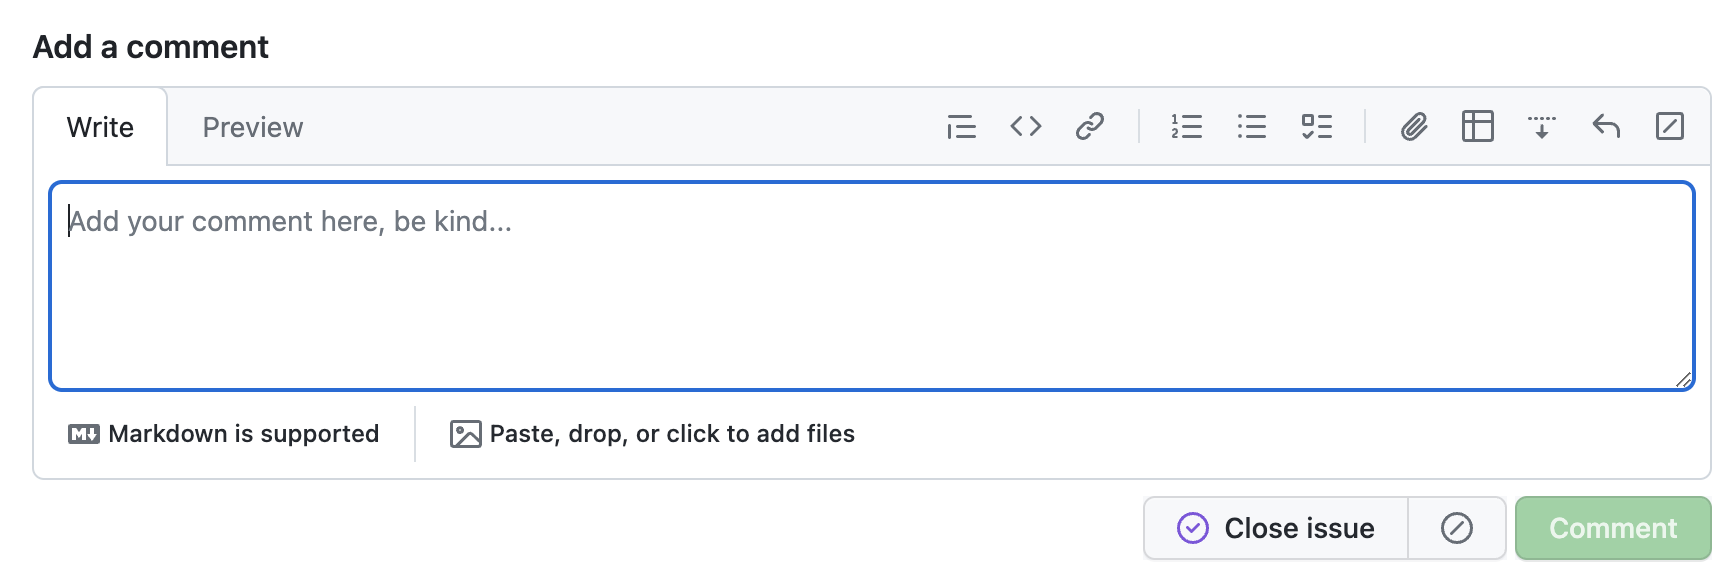 Add a comment
Write Preview
Add your comment here, be kind...
Markdown is supported Paste, drop, or click to add files
Close issue Comment